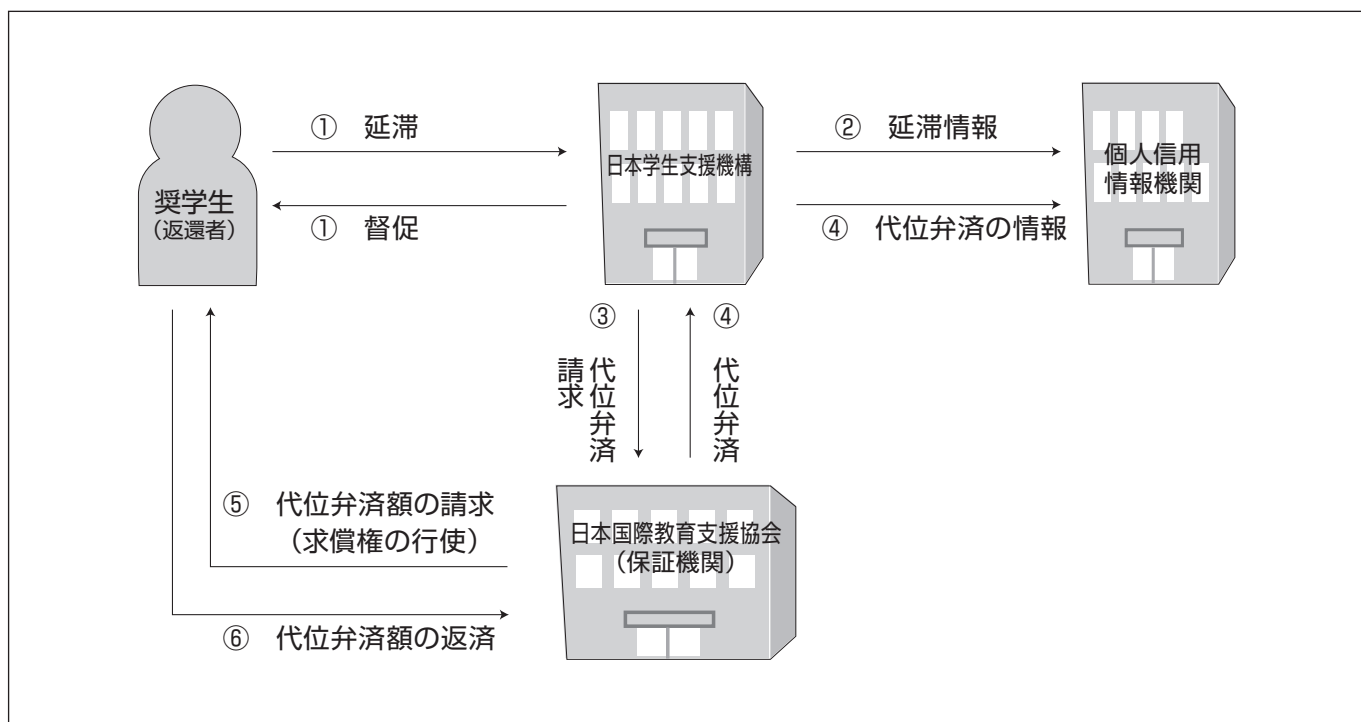 ① 延滞
② 延滞情報
日本学生支援機構
個人信用
情報機関
奨学生
（返還者）
① 督促
④ 代位弁済の情報
③
代位弁済
請求
④
代位弁済
⑤ 代位弁済額の請求
（求償権の行使）
日本国際教育支援協会
（保証機関）
⑥ 代位弁済額の返済